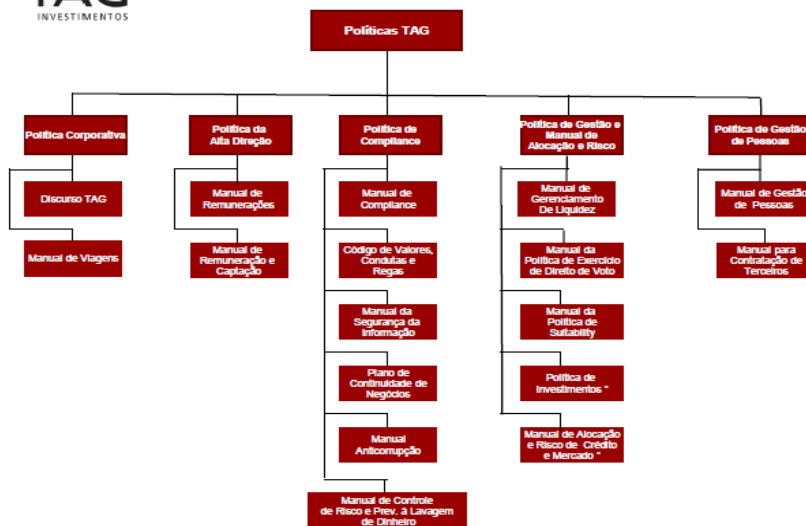 TAG
INVESTIMENTOS
Políticas TAG
Política Corporativa
Política da
Alta Direção
Política de
Compliance
Política de Gestão e
Manual de
Alocação e Risco
Política de Gestão
de Pessoas
Discurso TAG
Manual de
Remunerações
Manual de
Compliance
Manual de
Gerenciamento
De Liquidez
Manual de Gestão
de Pessoas
Manual de Viagens
Manual de
Remuneração e
Captação
Código de Valores,
Condutas e
Regas
Manual da
Política de Exercício
de Direito de Voto
Manual para
Contratação de
Terceiros
Manual da
Segurança da
Informação
Manual da
Política de
Suitability
Plano de
Continuidade de
Negócios
Política de
Investimentos *
Manual
Anticorrupção
Manual de Alocação
e Risco de Crédito
e Mercado *
Manual de Controle
de Risco e Prev. à Lavagem
de Dinheiro